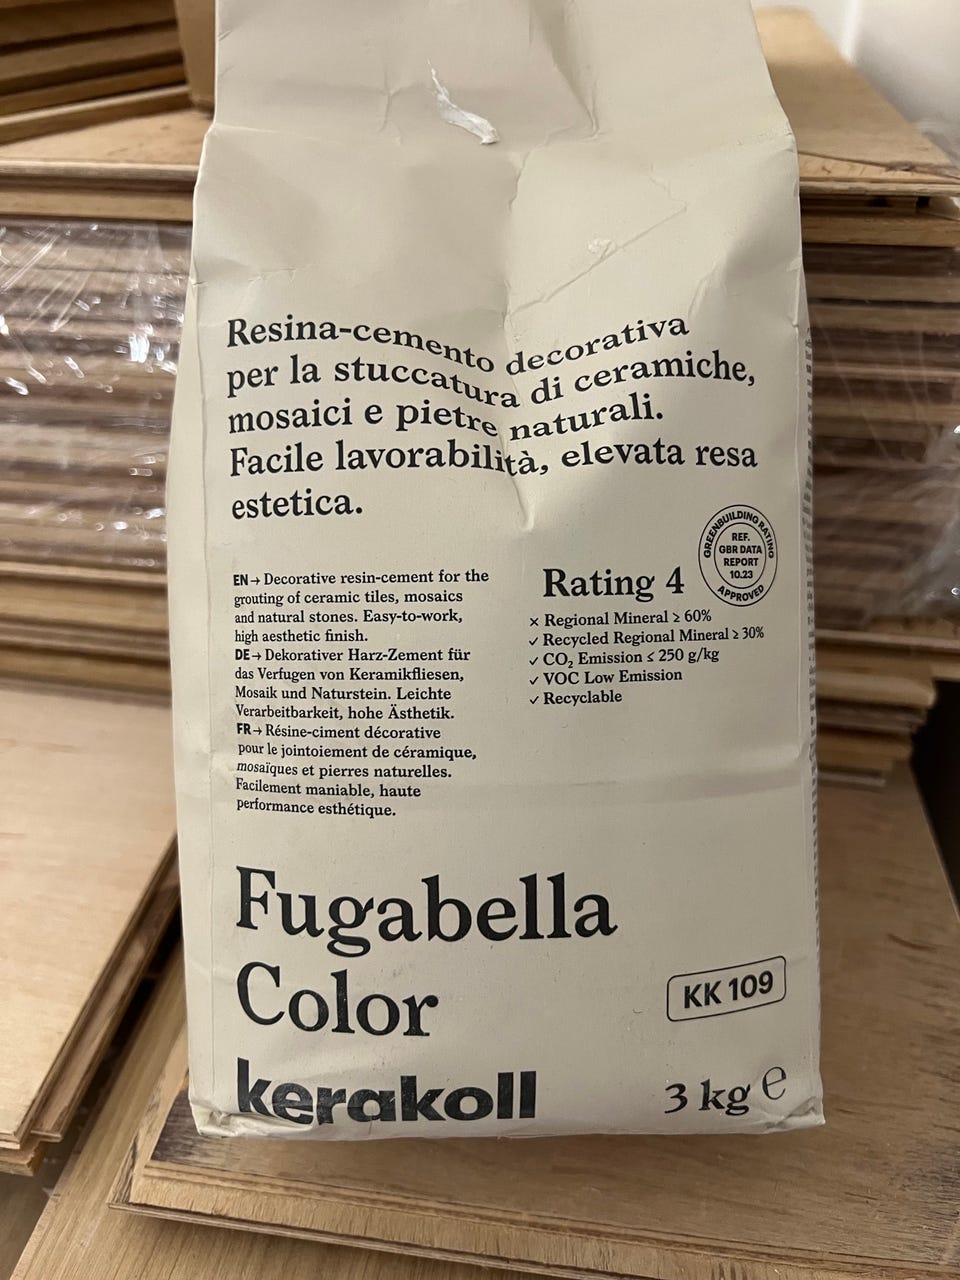 Resina-cemento decorativa
per la stuccatura di ceramiche,
mosaici e pietre naturali.
Facile lavorabilità, elevata resa
estetica.
EN→ Decorative resin-cement for the
grouting of ceramic tiles, mosaics
and natural stones. Easy-to-work,
high aesthetic finish.
DE→ Dekorativer Harz-Zement für
das Verfugen von Keramikfliesen,
Mosaik und Naturstein. Leichte
Verarbeitbarkeit, hohe Ästhetik.
FR→ Résine-ciment décorative
pour le jointoiement de céramique,
mosaïques et pierres naturelles.
Facilement maniable, haute
performance esthétique.
Rating 4
GREENBUILDING RATING
REF.
GBR DATA
REPORT
10.23
APPROVED
× Regional Mineral ≥ 60%
✓ Recycled Regional Mineral ≥ 30%
✓ CO₂ Emission ≤ 250 g/kg
✓ VOC Low Emission
✓ Recyclable
Fugabella
Color
KK 109
kerakoll
3 kg ℮